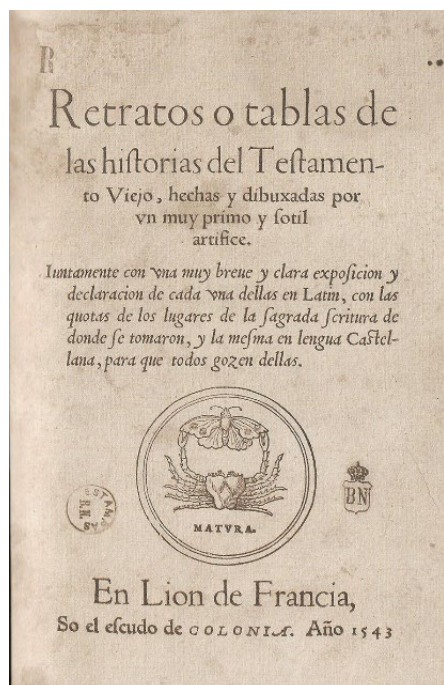 R
Retratos o tablas de
las hiſtorias del Teſtamen-
to Viejo, hechas y dibuxadas por
vn muy primo y ſotil
artifice.
Iuntamente con vna muy breue y clara expoſicion y
declaracion de cada vna dellas en Latin, con las
quotas de los lugares de la ſagrada ſcritura de
donde ſe tomaron, y la meſma en lengua Caſtel-
lana, para que todos gozen dellas.
MATVRA.
BN
En Lion de Francia,
So el eſcudo de COLONIA. Año 1543